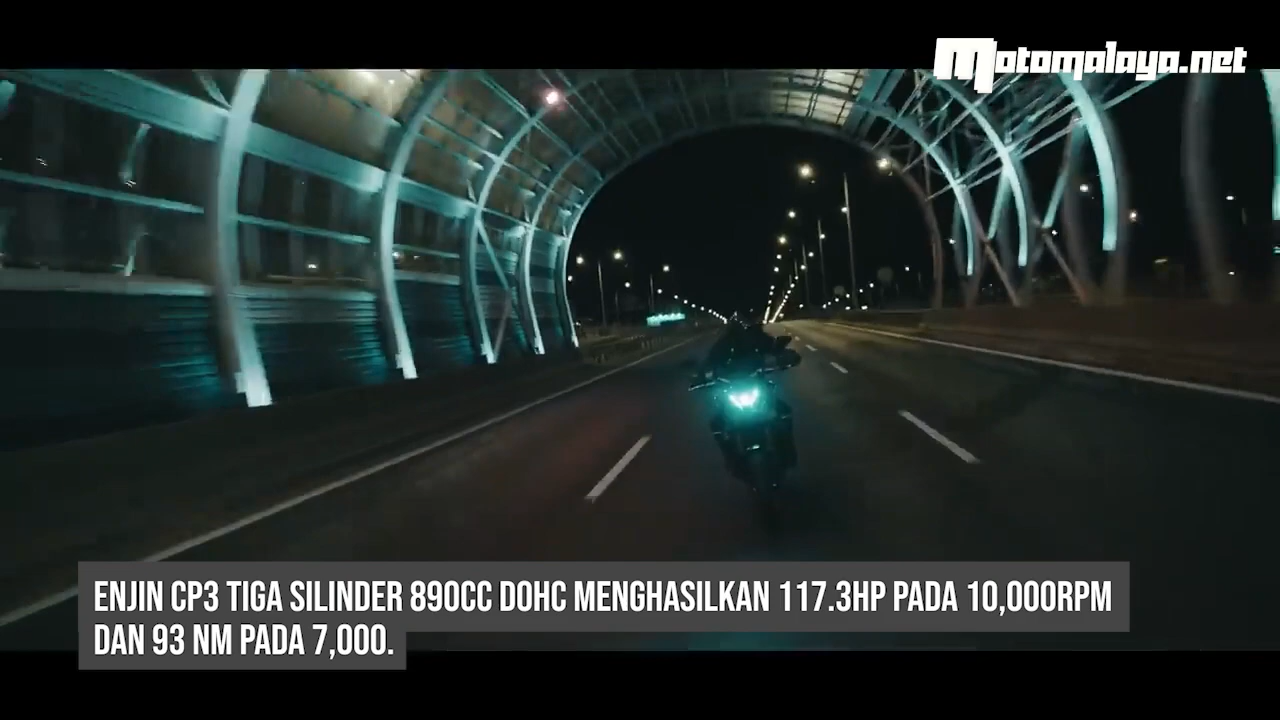 Motomalaya.net
ENJIN CP3 TIGA SILINDER 890CC DOHC MENGHASILKAN 117.3HP PADA 10,000RPM
DAN 93 NM PADA 7,000.